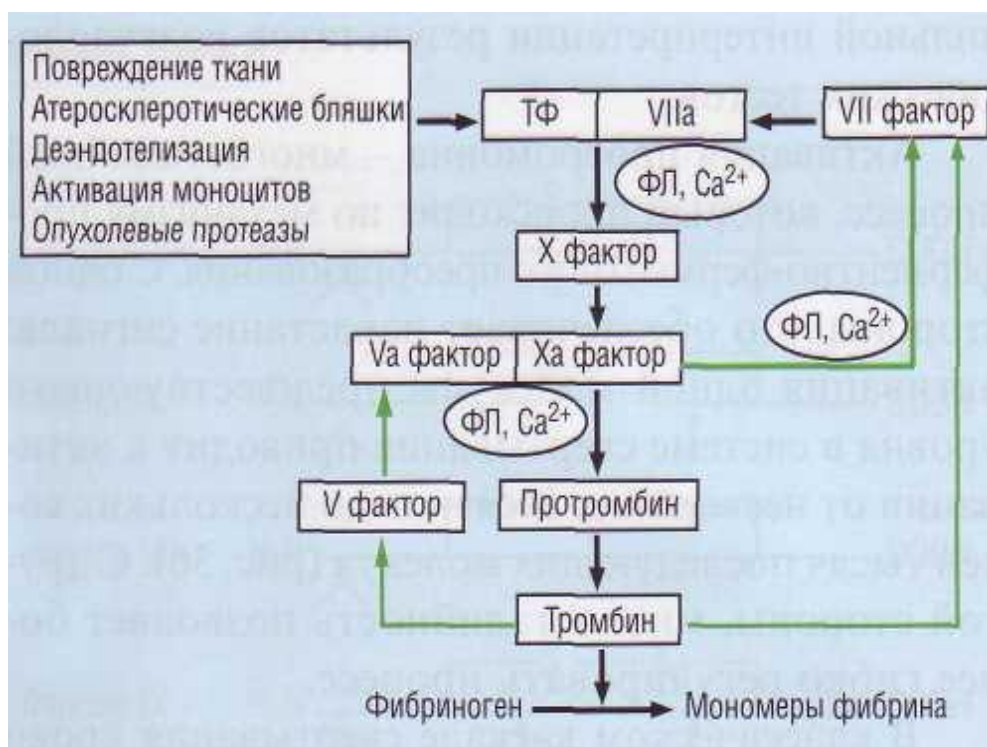 Повреждение ткани
Атеросклеротические бляшки
Деэндотелизация
Активация моноцитов
Опухолевые протеазы
ТФ VIIa VII фактор
ФЛ, Ca²⁺
X фактор
ФЛ, Ca²⁺
Va фактор Xa фактор
ФЛ, Ca²⁺
V фактор Протромбин
Тромбин
Фибриноген Мономеры фибрина